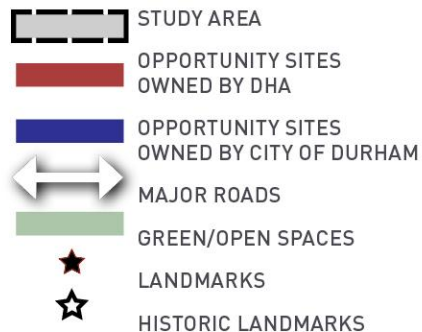 STUDY AREA
OPPORTUNITY SITES
OWNED BY DHA
OPPORTUNITY SITES
OWNED BY CITY OF DURHAM
MAJOR ROADS
GREEN/OPEN SPACES
LANDMARKS
HISTORIC LANDMARKS